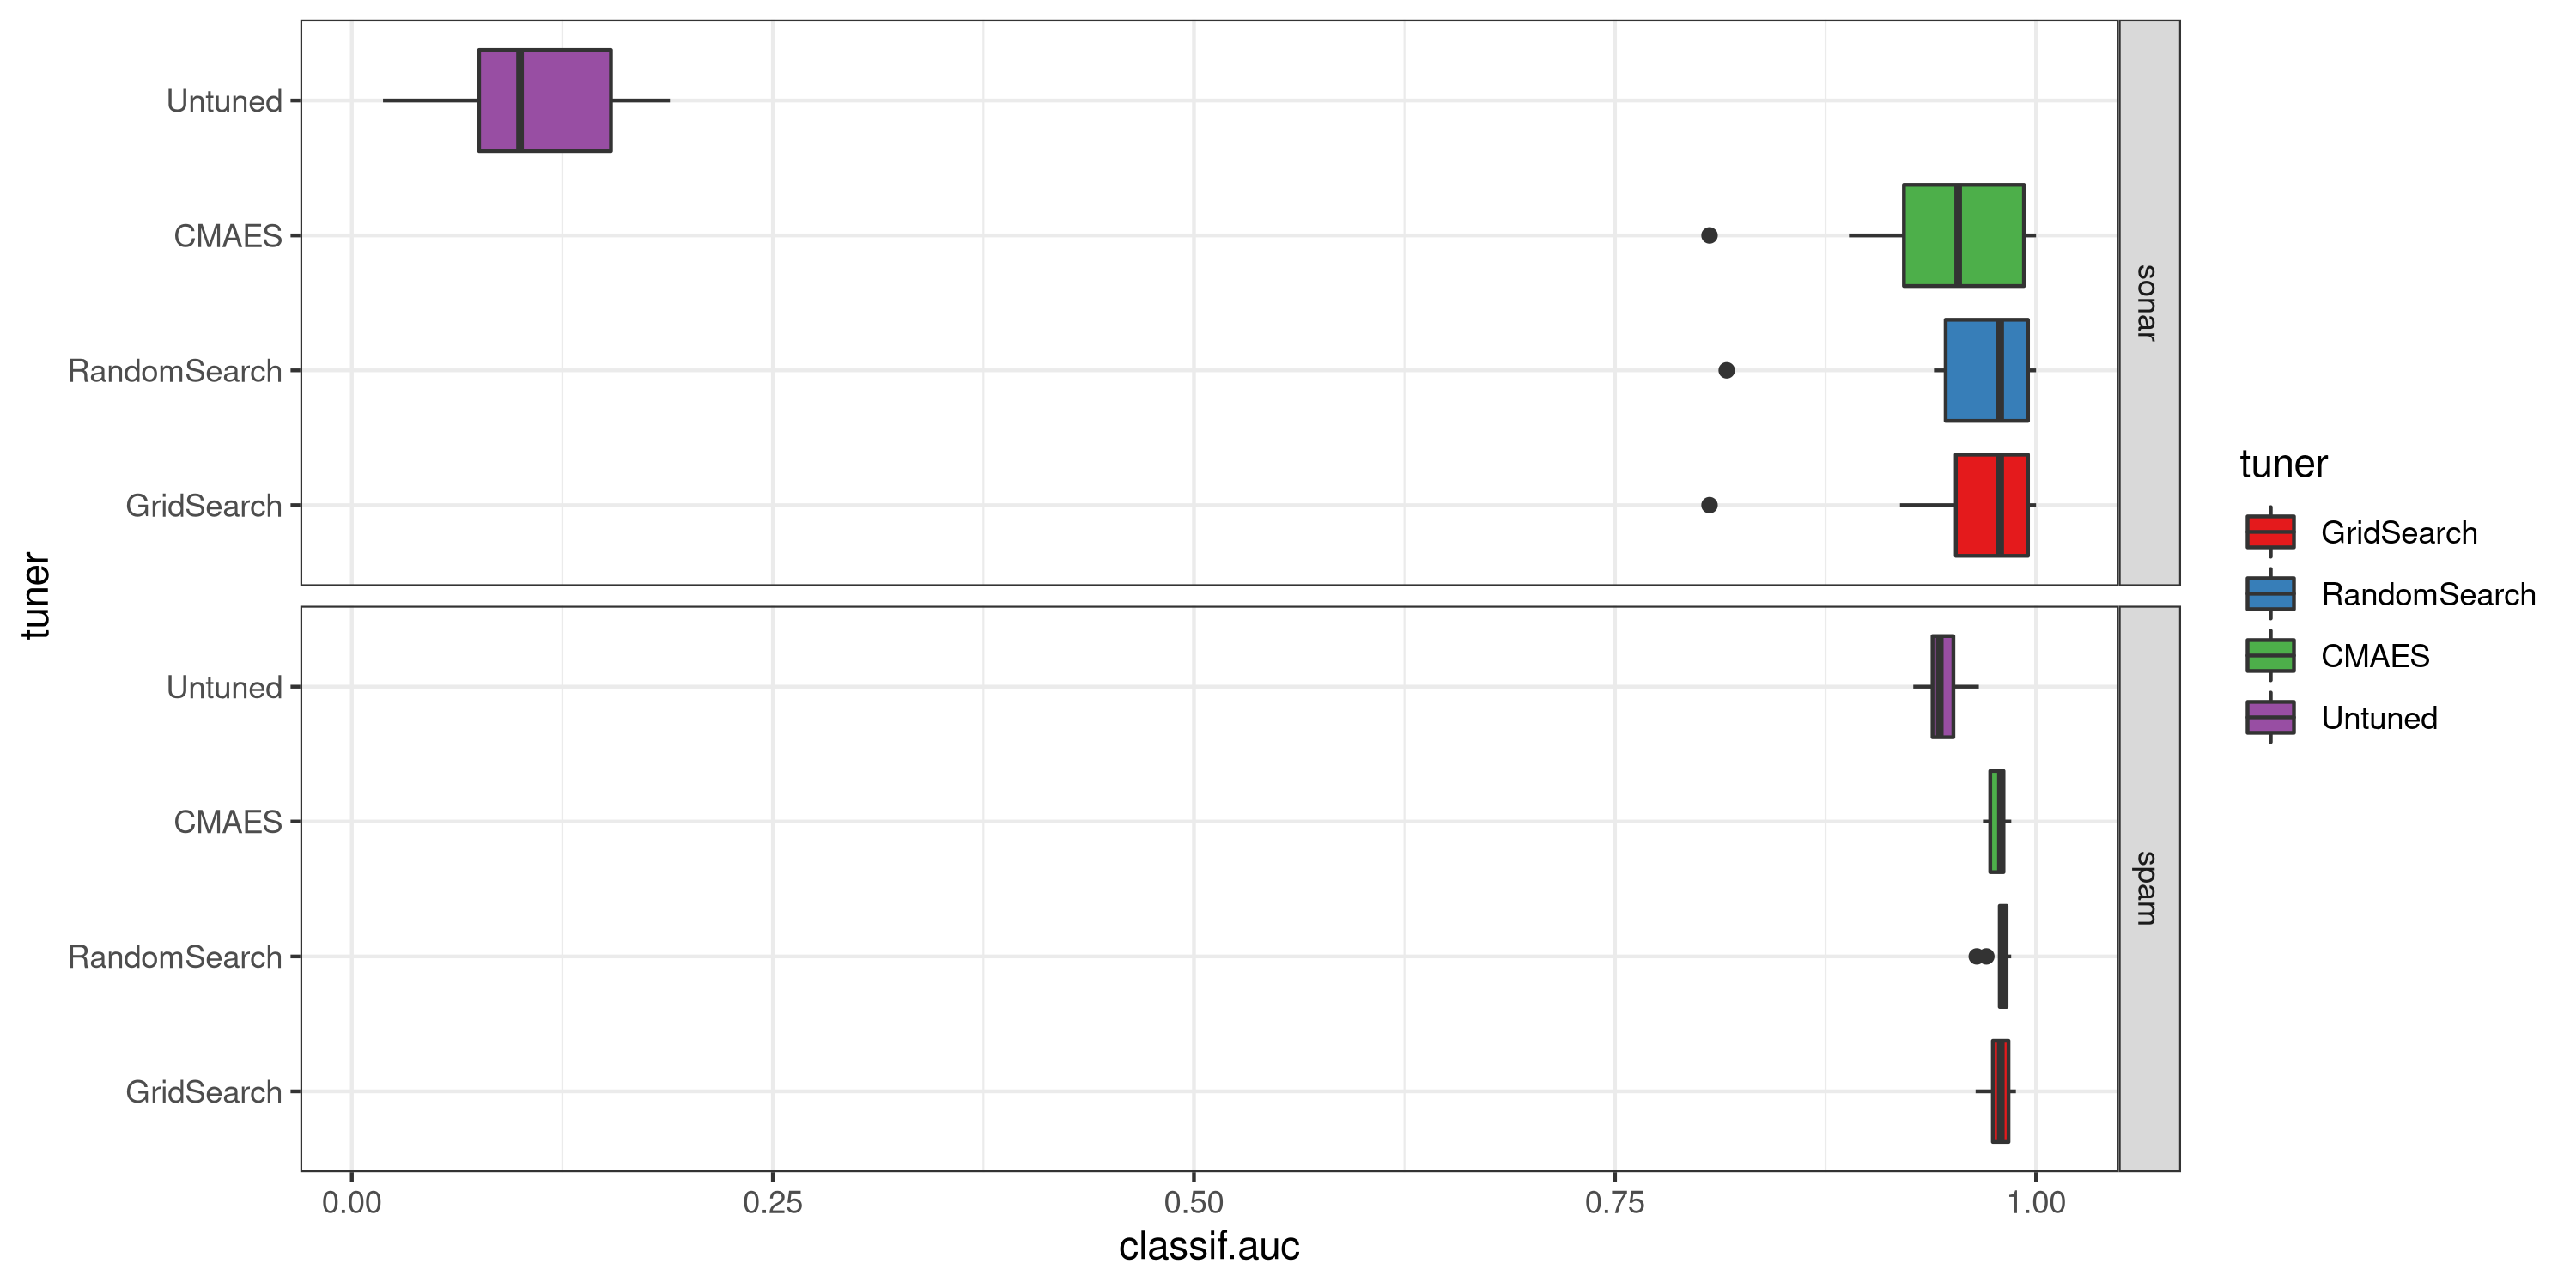 tuner
Untuned
CMAES
RandomSearch
GridSearch
sonar
Untuned
CMAES
RandomSearch
GridSearch
spam
0.00 0.25 0.50 0.75 1.00
classif.auc
tuner
GridSearch
RandomSearch
CMAES
Untuned